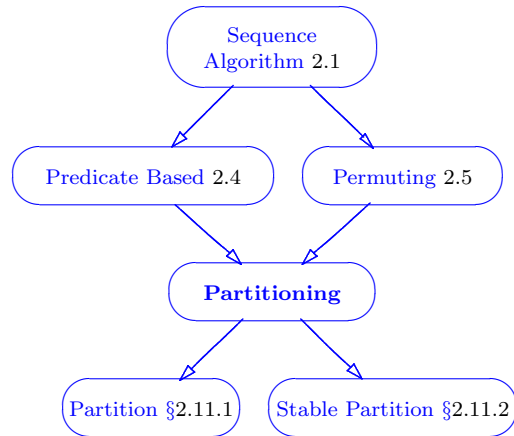 Sequence
Algorithm 2.1
Predicate Based 2.4
Permuting 2.5
Partitioning
Partition §2.11.1
Stable Partition §2.11.2